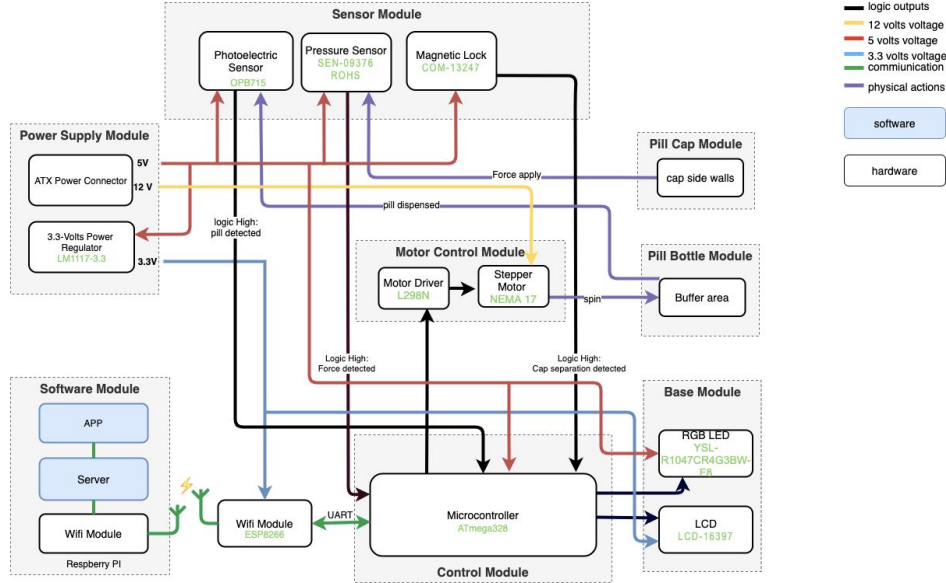 Sensor Module
Photoelectric
Sensor
OPB715
Pressure Sensor
SEN-09376
ROHS
Magnetic Lock
COM-13247
logic outputs
12 volts voltage
5 volts voltage
3.3 volts voltage
commiunication
physical actions
software
hardware
Power Supply Module
ATX Power Connector
5V
12 V
3.3-Volts Power
Regulator
LM1117-3.3
3.3V
Pill Cap Module
cap side walls
Force apply
pill dispensed
logic High:
pill detected
Motor Control Module
Motor Driver
L298N
Stepper
Motor
NEMA 17
spin
Pill Bottle Module
Buffer area
Logic High:
Force detected
Logic High:
Cap separation detected
Software Module
APP
Server
Wifi Module
Respberry PI
Wifi Module
ESP8266
UART
Microcontroller
ATmega328
Control Module
Base Module
RGB LED
YSL-
R1047CR4G3BW-
F8
LCD
LCD-16397